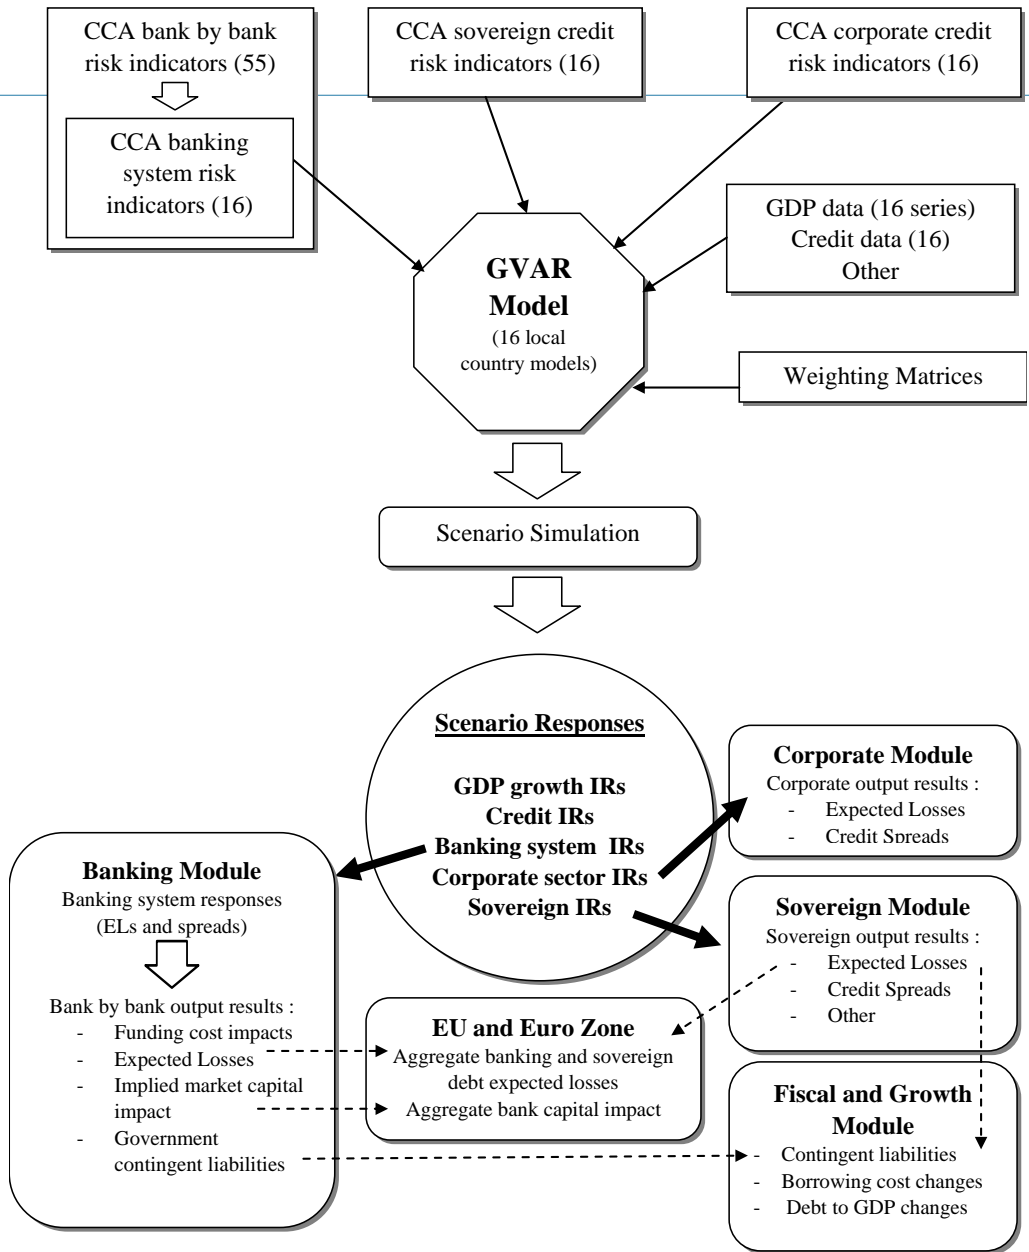 CCA bank by bank
risk indicators (55)
CCA banking
system risk
indicators (16)
CCA sovereign credit
risk indicators (16)
CCA corporate credit
risk indicators (16)
GDP data (16 series)
Credit data (16)
Other
GVAR
Model
(16 local
country models)
Weighting Matrices
Scenario Simulation
Scenario Responses
GDP growth IRs
Credit IRs
Banking system IRs
Corporate sector IRs
Sovereign IRs
Corporate Module
Corporate output results :
- Expected Losses
- Credit Spreads
Banking Module
Banking system responses
(ELs and spreads)
Bank by bank output results :
- Funding cost impacts
- Expected Losses
- Implied market capital
impact
- Government
contingent liabilities
Sovereign Module
Sovereign output results :
- Expected Losses
- Credit Spreads
- Other
EU and Euro Zone
Aggregate banking and sovereign
debt expected losses
Aggregate bank capital impact
Fiscal and Growth
Module
- Contingent liabilities
- Borrowing cost changes
- Debt to GDP changes